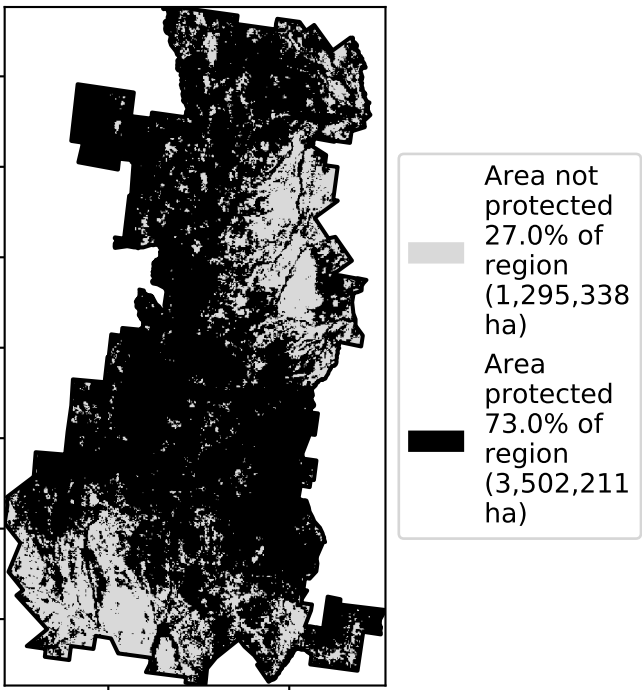 Area not
protected
27.0% of
region
(1,295,338
ha)
Area
protected
73.0% of
region
(3,502,211
ha)